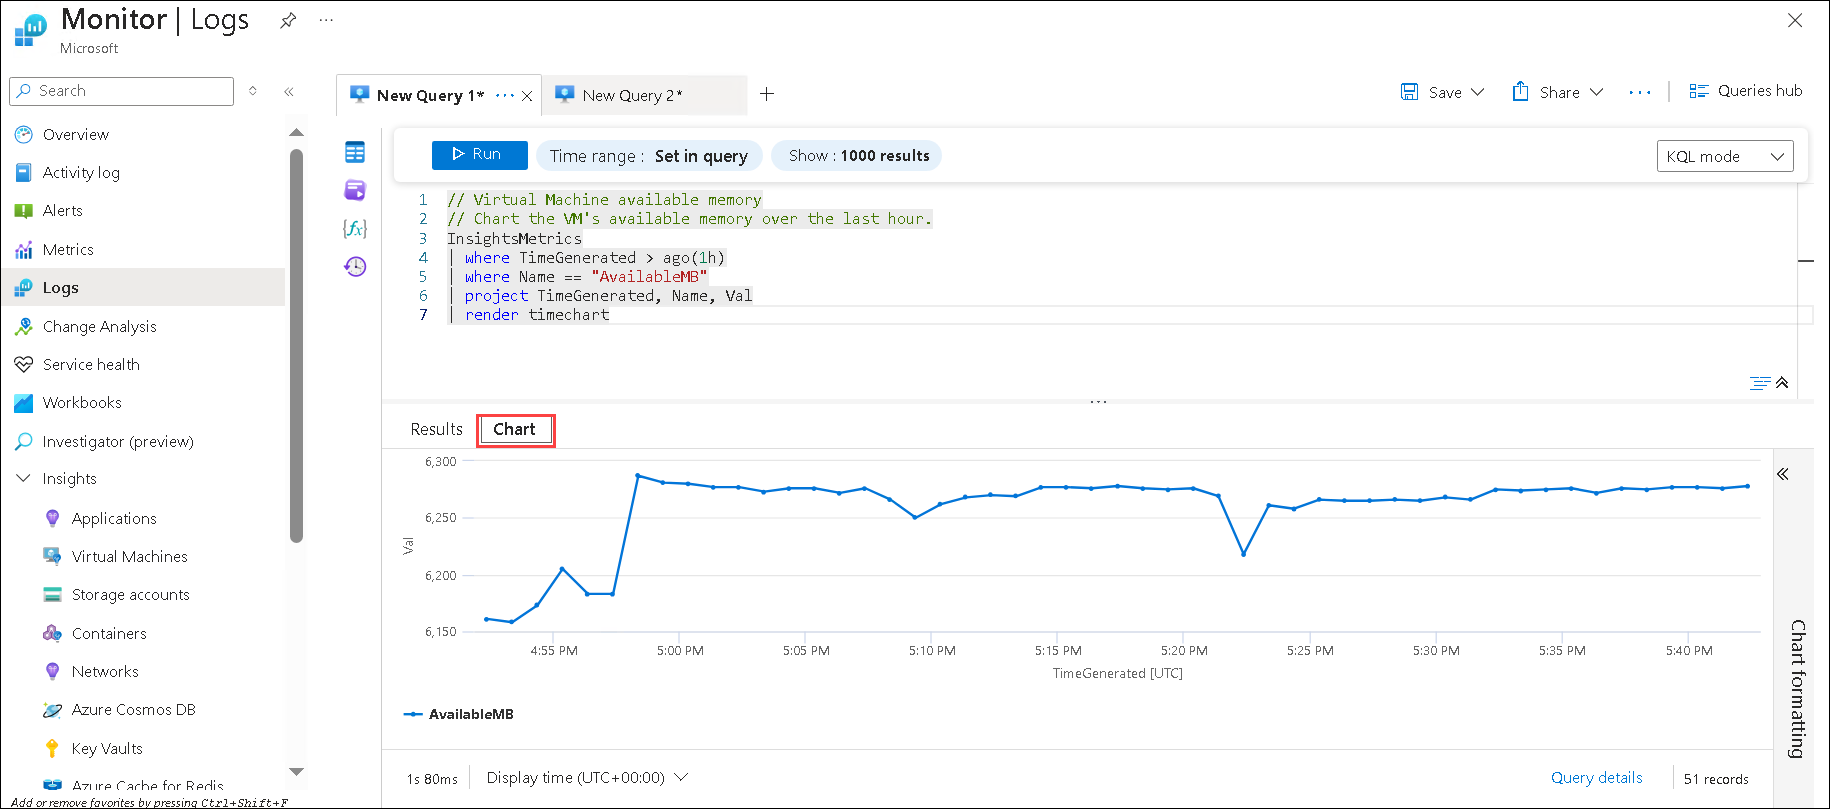 Monitor | Logs
Microsoft
Search
Overview
Activity log
Alerts
Metrics
Logs
Change Analysis
Service health
Workbooks
Investigator (preview)
Insights
Applications
Virtual Machines
Storage accounts
Containers
Networks
Azure Cosmos DB
Key Vaults
Azure Cache for Redis
Add or remove favorites by pressing Ctrl+Shift+F
New Query 1* ···
New Query 2*
Save
Share
Queries hub
Run
Time range : Set in query
Show : 1000 results
KQL mode
1 // Virtual Machine available memory
2 // Chart the VM's available memory over the last hour.
3 InsightsMetrics
4 | where TimeGenerated > ago(1h)
5 | where Name == "AvailableMB"
6 | project TimeGenerated, Name, Val
7 | render timechart
Results Chart
6,300
6,250
6,200
6,150
Val
4:55 PM 5:00 PM 5:05 PM 5:10 PM 5:15 PM 5:20 PM 5:25 PM 5:30 PM 5:35 PM 5:40 PM
TimeGenerated [UTC]
AvailableMB
Chart formatting
1s 80ms
Display time (UTC+00:00)
Query details
51 records